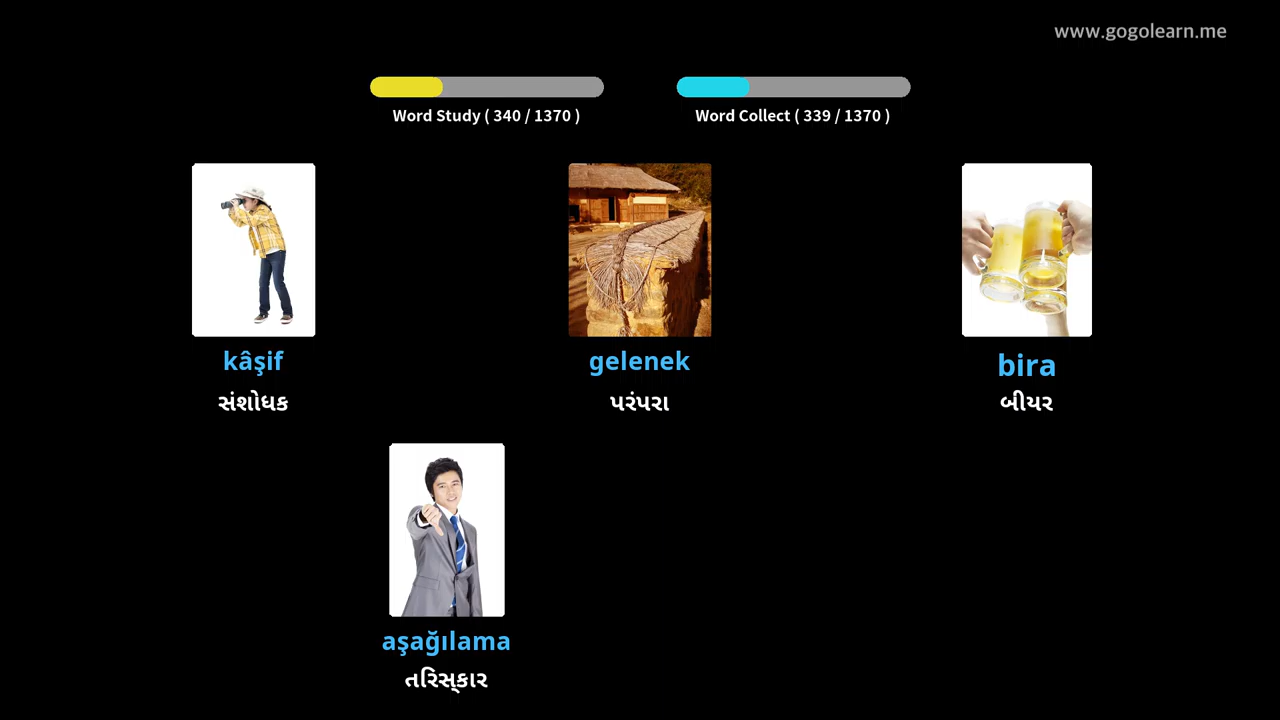 www.gogolearn.me
Word Study ( 340 / 1370 )
Word Collect ( 339 / 1370 )
kâşif
સંશોધક
gelenek
પરંપરા
bira
બીયર
aşağılama
તરિસ્કાર